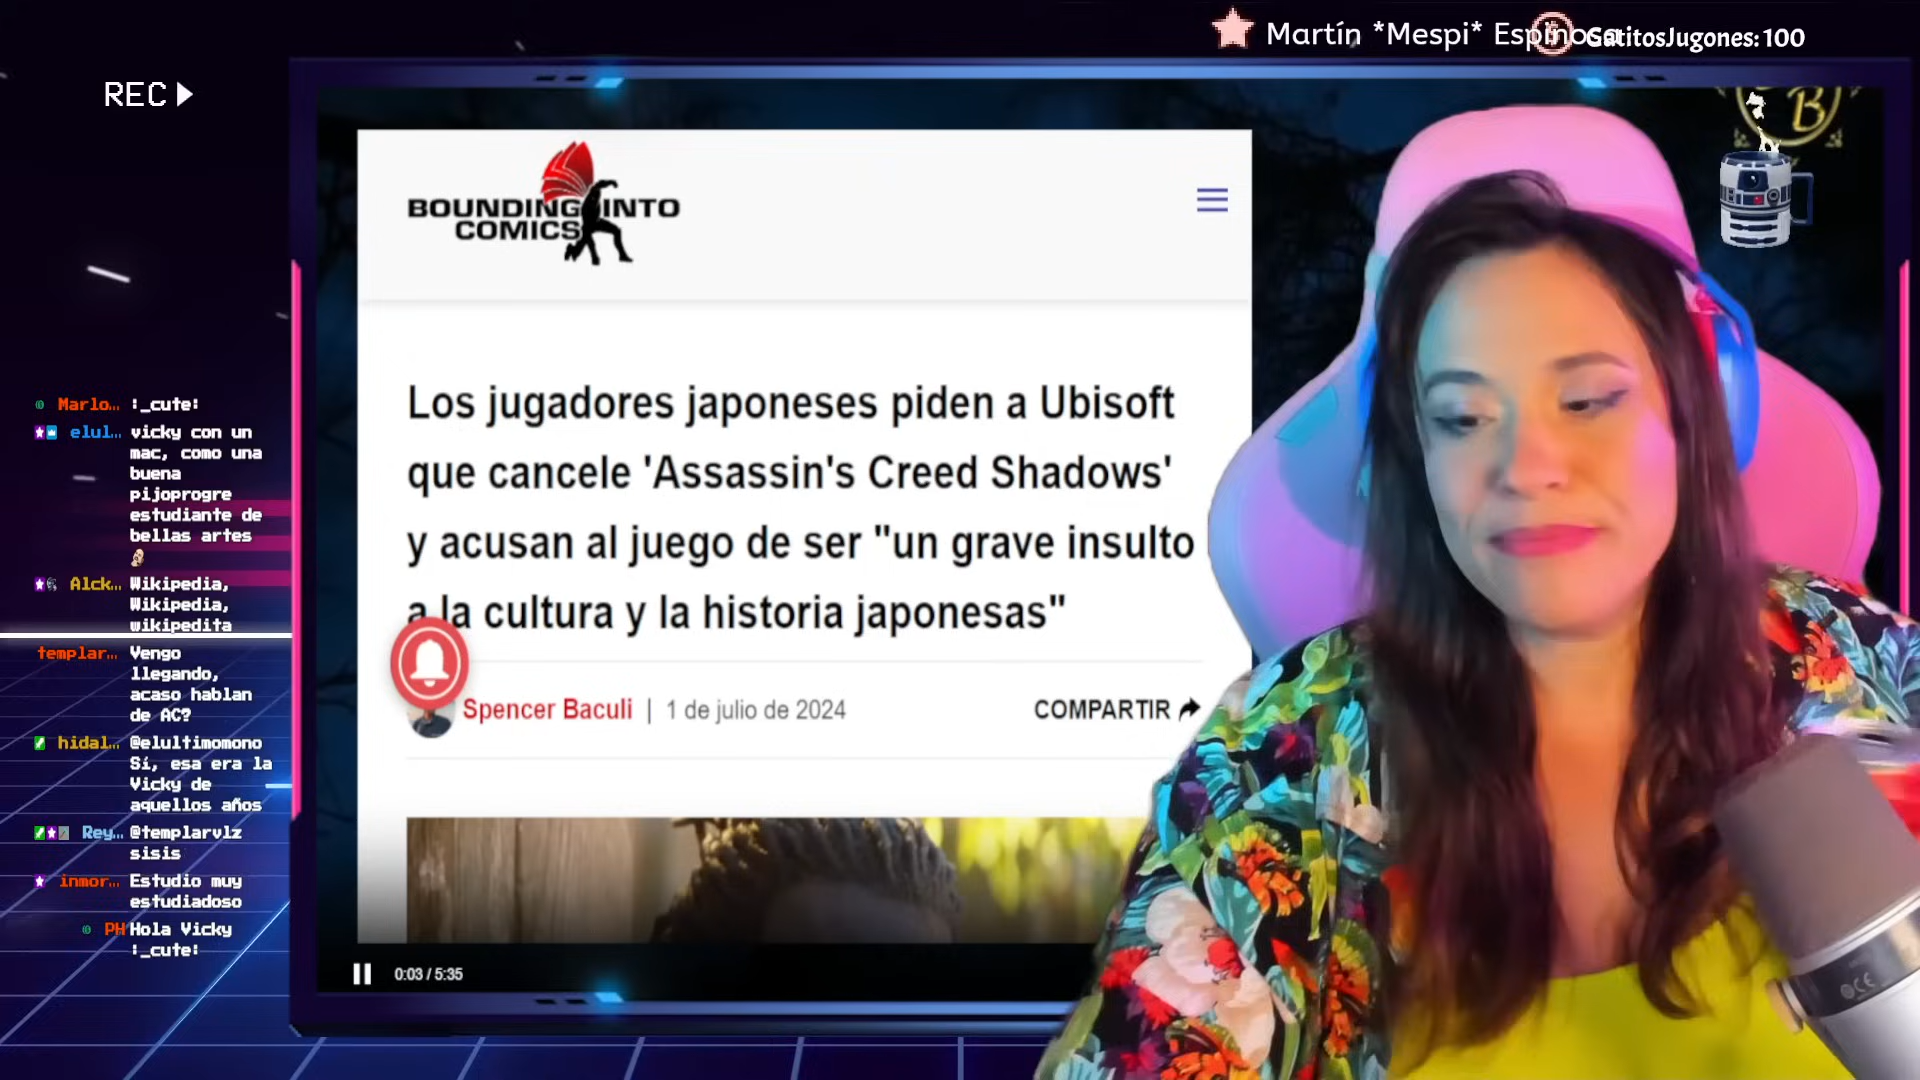 Martín *Mespi* Espinosa
GatitosJugones: 100
REC
B
BOUNDING INTO
COMICS
Los jugadores japoneses piden a Ubisoft
que cancele 'Assassin's Creed Shadows'
y acusan al juego de ser "un grave insulto
a la cultura y la historia japonesas"
Spencer Baculi | 1 de julio de 2024
COMPARTIR
0:03 / 5:35
Marlo... :_cute:
elul... vicky con un
mac, como una
buena
pijoprogre
estudiante de
bellas artes
Alck... Wikipedia,
Wikipedia,
wikipedita
templar... Vengo
llegando,
acaso hablan
de AC?
hidal... @elultimomono
Sí, esa era la
Vicky de
aquellos años
Rey... @templarvlz
sisis
inmor... Estudio muy
estudiadoso
PH Hola Vicky
:_cute: